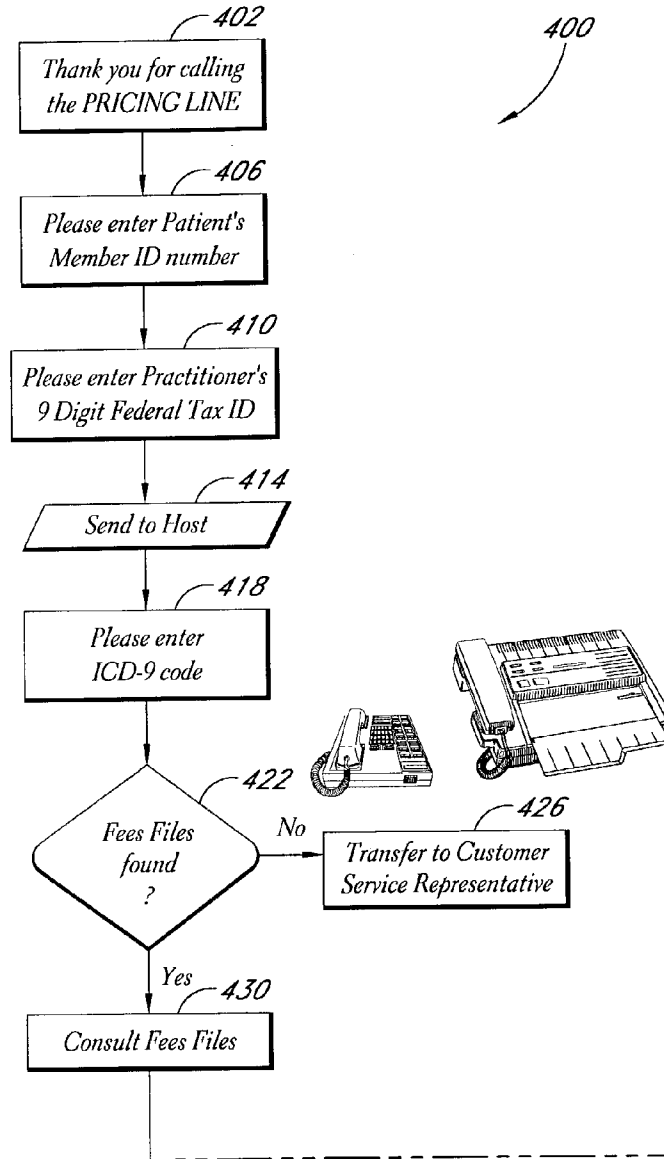 402
400
Thank you for calling
the PRICING LINE
406
Please enter Patient's
Member ID number
410
Please enter Practitioner's
9 Digit Federal Tax ID
414
Send to Host
418
Please enter
ICD-9 code
422
Fees Files
found
?
No
426
Transfer to Customer
Service Representative
Yes
430
Consult Fees Files